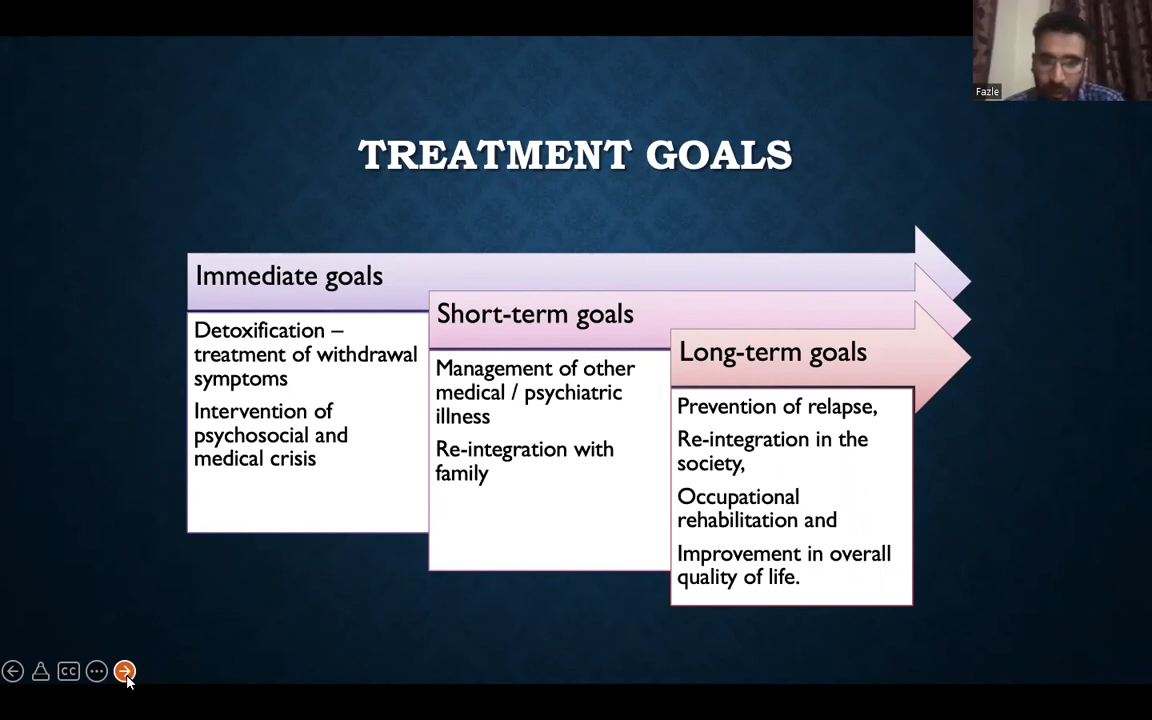 Fazle
TREATMENT GOALS
Immediate goals
Detoxification –
treatment of withdrawal
symptoms
Intervention of
psychosocial and
medical crisis
Short-term goals
Management of other
medical / psychiatric
illness
Re-integration with
family
Long-term goals
Prevention of relapse,
Re-integration in the
society,
Occupational
rehabilitation and
Improvement in overall
quality of life.
CC